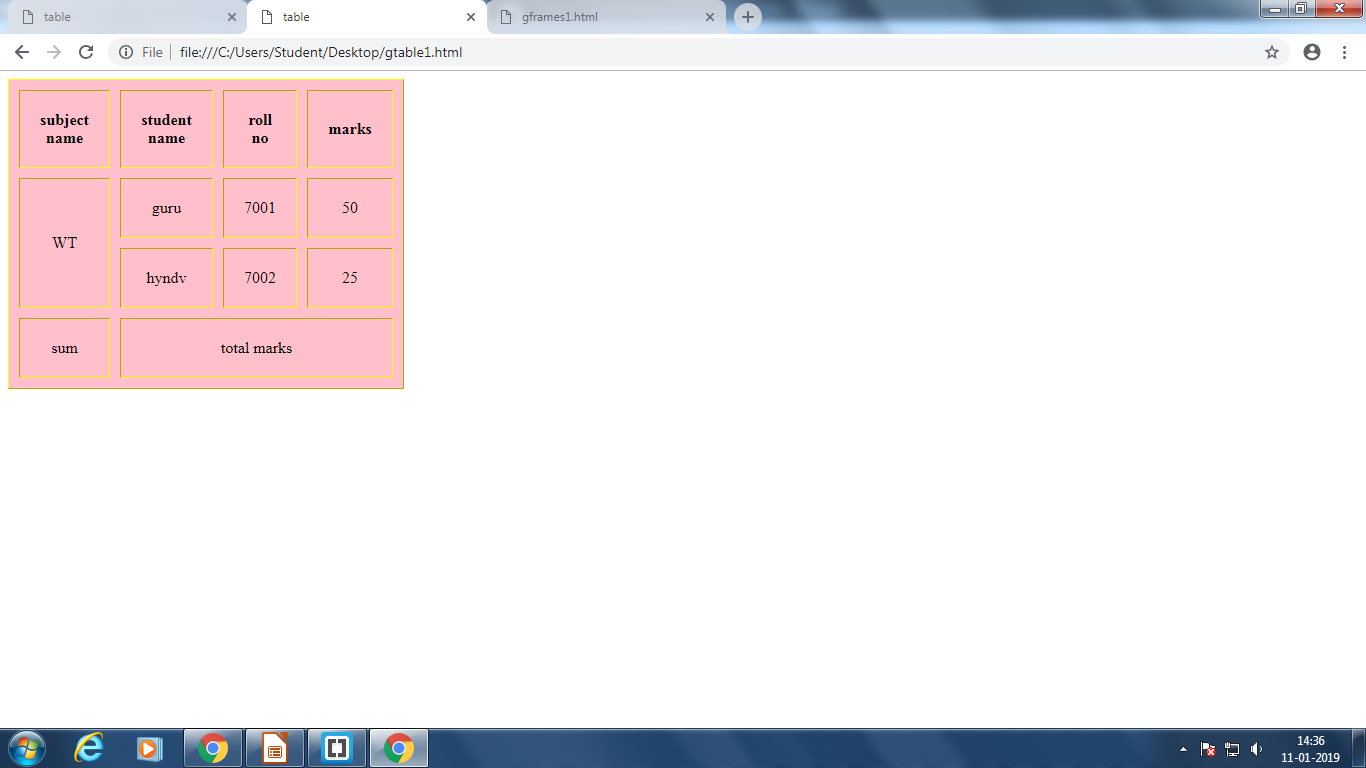 table
table
gframes1.html
File
file:///C:/Users/Student/Desktop/gtable1.html
subject
name
student
name
roll
no
marks
WT
guru
7001
50
hyndv
7002
25
sum
total marks
14:36
11-01-2019